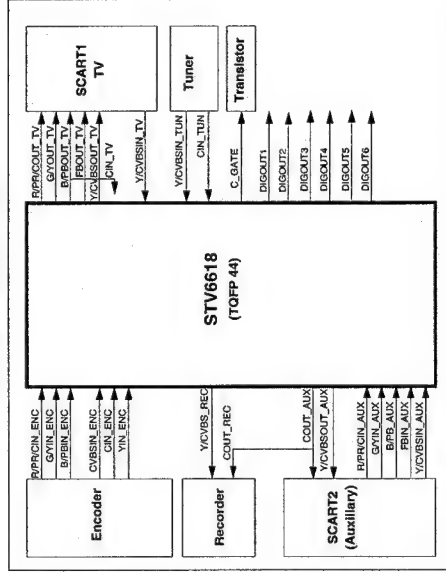 Encoder
R/PR/CIN_ENC
G/YIN_ENC
B/PBIN_ENC
CVBSIN_ENC
CIN_ENC
YIN_ENC
Recorder
Y/CVBS_REC
COUT_REC
SCART2
(Auxiliary)
COUT_AUX
Y/CVBSOUT_AUX
R/PR/CIN_AUX
G/YIN_AUX
B/PB_AUX
FBIN_AUX
Y/CVBSIN_AUX
STV6618
(TQFP 44)
R/PR/COUT_TV
G/YOUT_TV
B/PBOUT_TV
FBOUT_TV
Y/CVBSOUT_TV
CIN_TV
Y/CVBSIN_TV
SCART1
TV
Y/CVBSIN_TUN
CIN_TUN
Tuner
C_GATE
Transistor
DIGOUT1
DIGOUT2
DIGOUT3
DIGOUT4
DIGOUT5
DIGOUT6